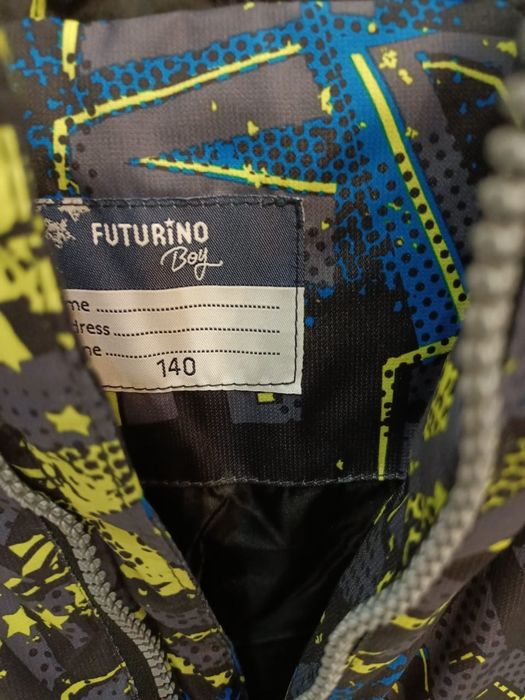 FUTURINO
Boy
me
dress
ne
140